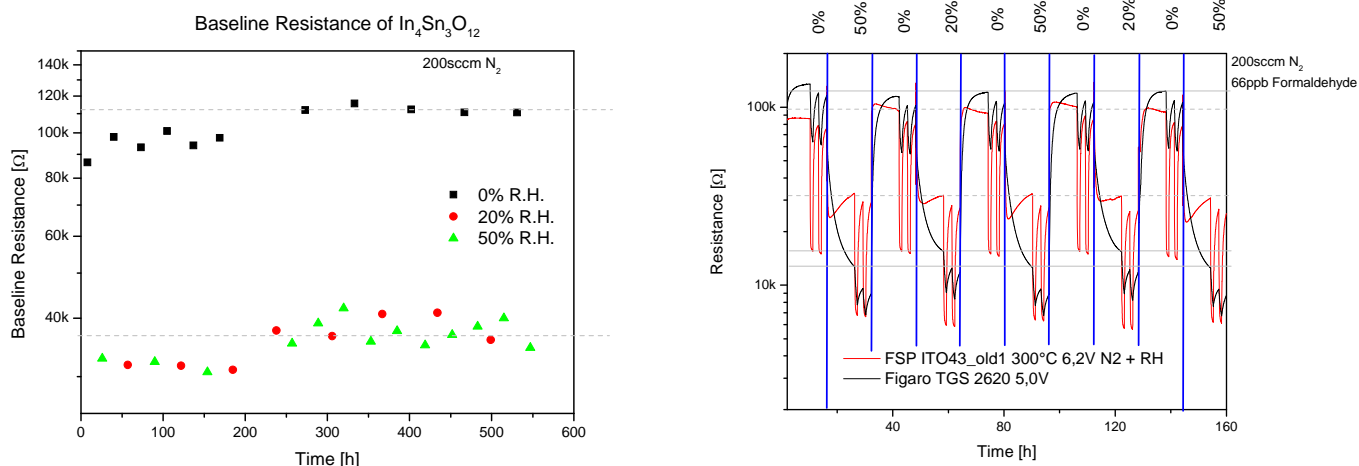 Baseline Resistance of In₄Sn₃O₁₂
200sccm N₂
140k
120k
100k
80k
60k
40k
Baseline Resistance [Ω]
0% R.H.
20% R.H.
50% R.H.
0 100 200 300 400 500 600
Time [h]
0% 50% 0% 20% 0% 50% 0% 20% 0% 50%
200sccm N₂
66ppb Formaldehyde
100k
10k
Resistance [Ω]
FSP ITO43_old1 300°C 6,2V N2 + RH
Figaro TGS 2620 5,0V
0 40 80 120 160
Time [h]